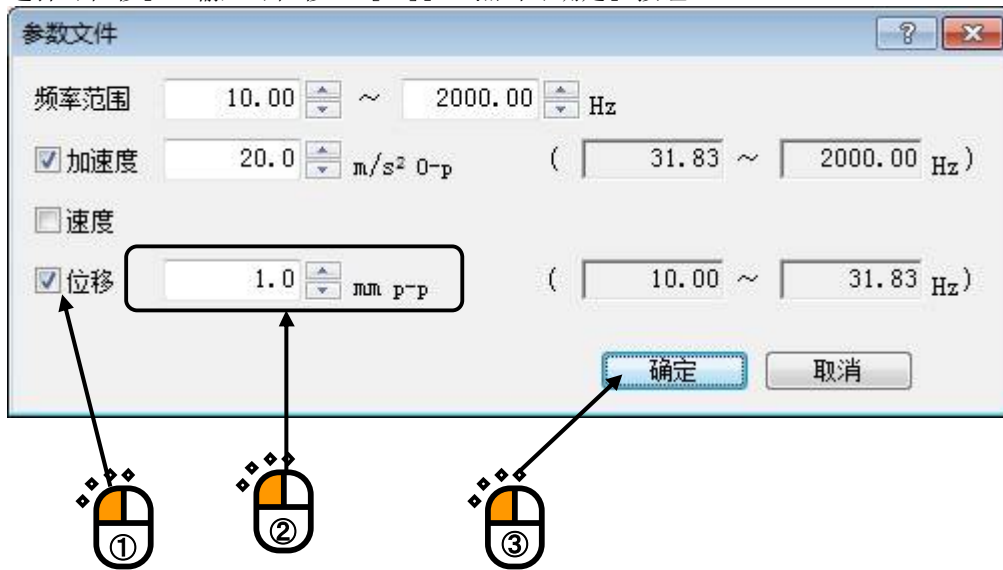 参数文件
频率范围 10.00 ~ 2000.00 Hz
加速度 20.0 m/s² 0-p ( 31.83 ~ 2000.00 Hz)
速度
位移 1.0 mm p-p ( 10.00 ~ 31.83 Hz)
确定 取消
① ② ③